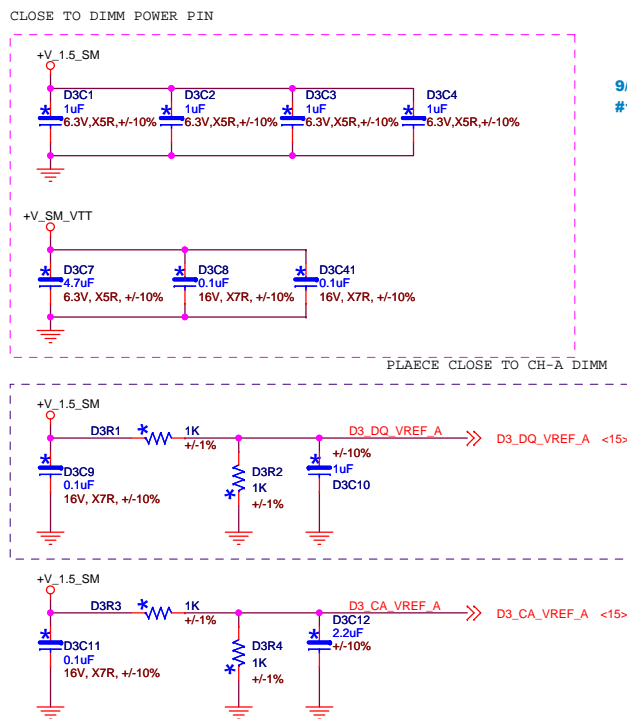 CLOSE TO DIMM POWER PIN
+V_1.5_SM
D3C1
1uF
6.3V,X5R,+/-10%
D3C2
1uF
6.3V,X5R,+/-10%
D3C3
1uF
6.3V,X5R,+/-10%
D3C4
1uF
6.3V,X5R,+/-10%
9/
+V_SM_VTT
D3C7
4.7uF
6.3V, X5R, +/-10%
D3C8
0.1uF
16V, X7R, +/-10%
D3C41
0.1uF
16V, X7R, +/-10%
PLAECE CLOSE TO CH-A DIMM
+V_1.5_SM
D3R1
1K
+/-1%
D3_DQ_VREF_A
D3_DQ_VREF_A <15>
D3C9
0.1uF
16V, X7R, +/-10%
D3R2
1K
+/-1%
+/-10%
1uF
D3C10
+V_1.5_SM
D3R3
1K
+/-1%
D3_CA_VREF_A
D3_CA_VREF_A <15>
D3C11
0.1uF
16V, X7R, +/-10%
D3R4
1K
+/-1%
D3C12
2.2uF
+/-10%